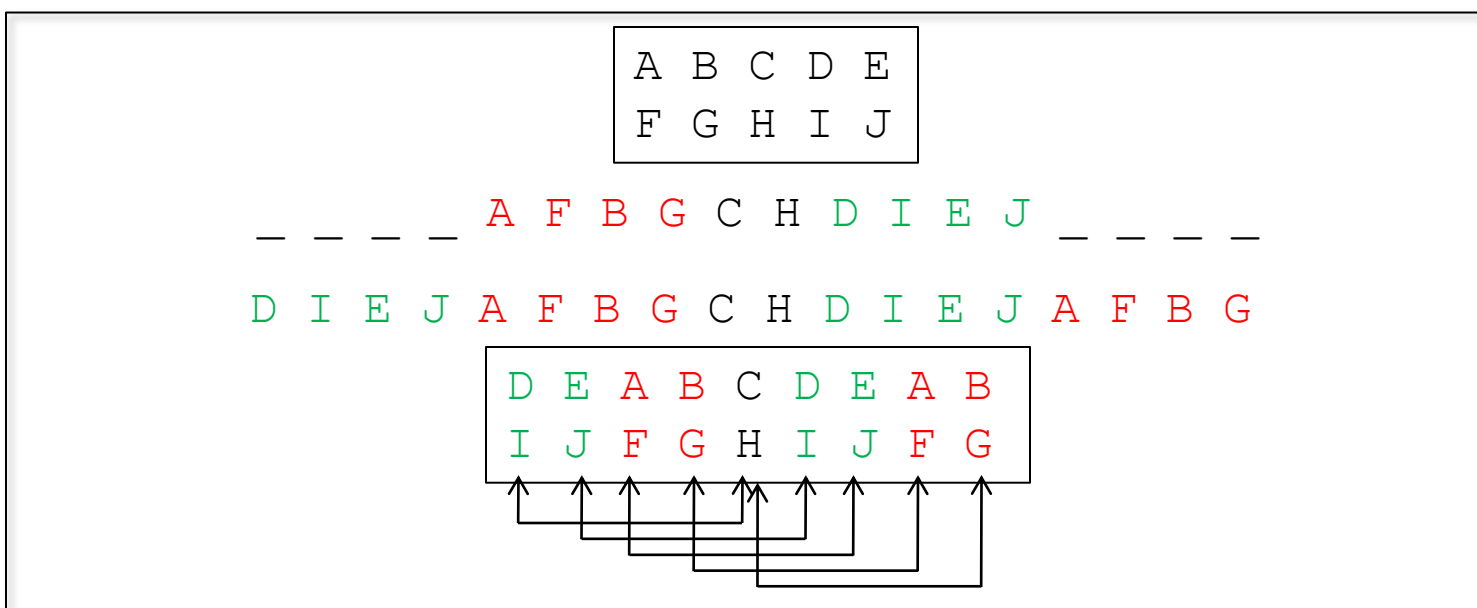 A B C D E
F G H I J
_ _ _ _ A F B G C H D I E J _ _ _ _
D I E J A F B G C H D I E J A F B G
D E A B C D E A B
I J F G H I J F G